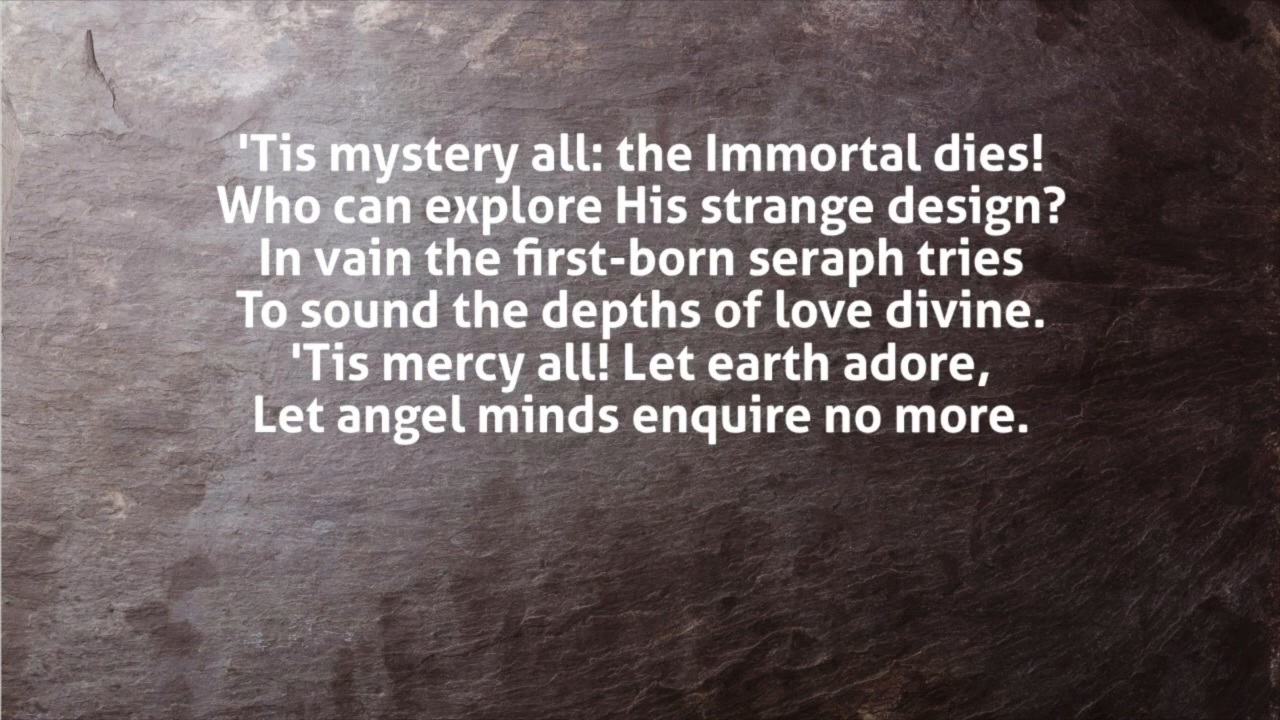 'Tis mystery all: the Immortal dies!
Who can explore His strange design?
In vain the first-born seraph tries
To sound the depths of love divine.
'Tis mercy all! Let earth adore,
Let angel minds enquire no more.